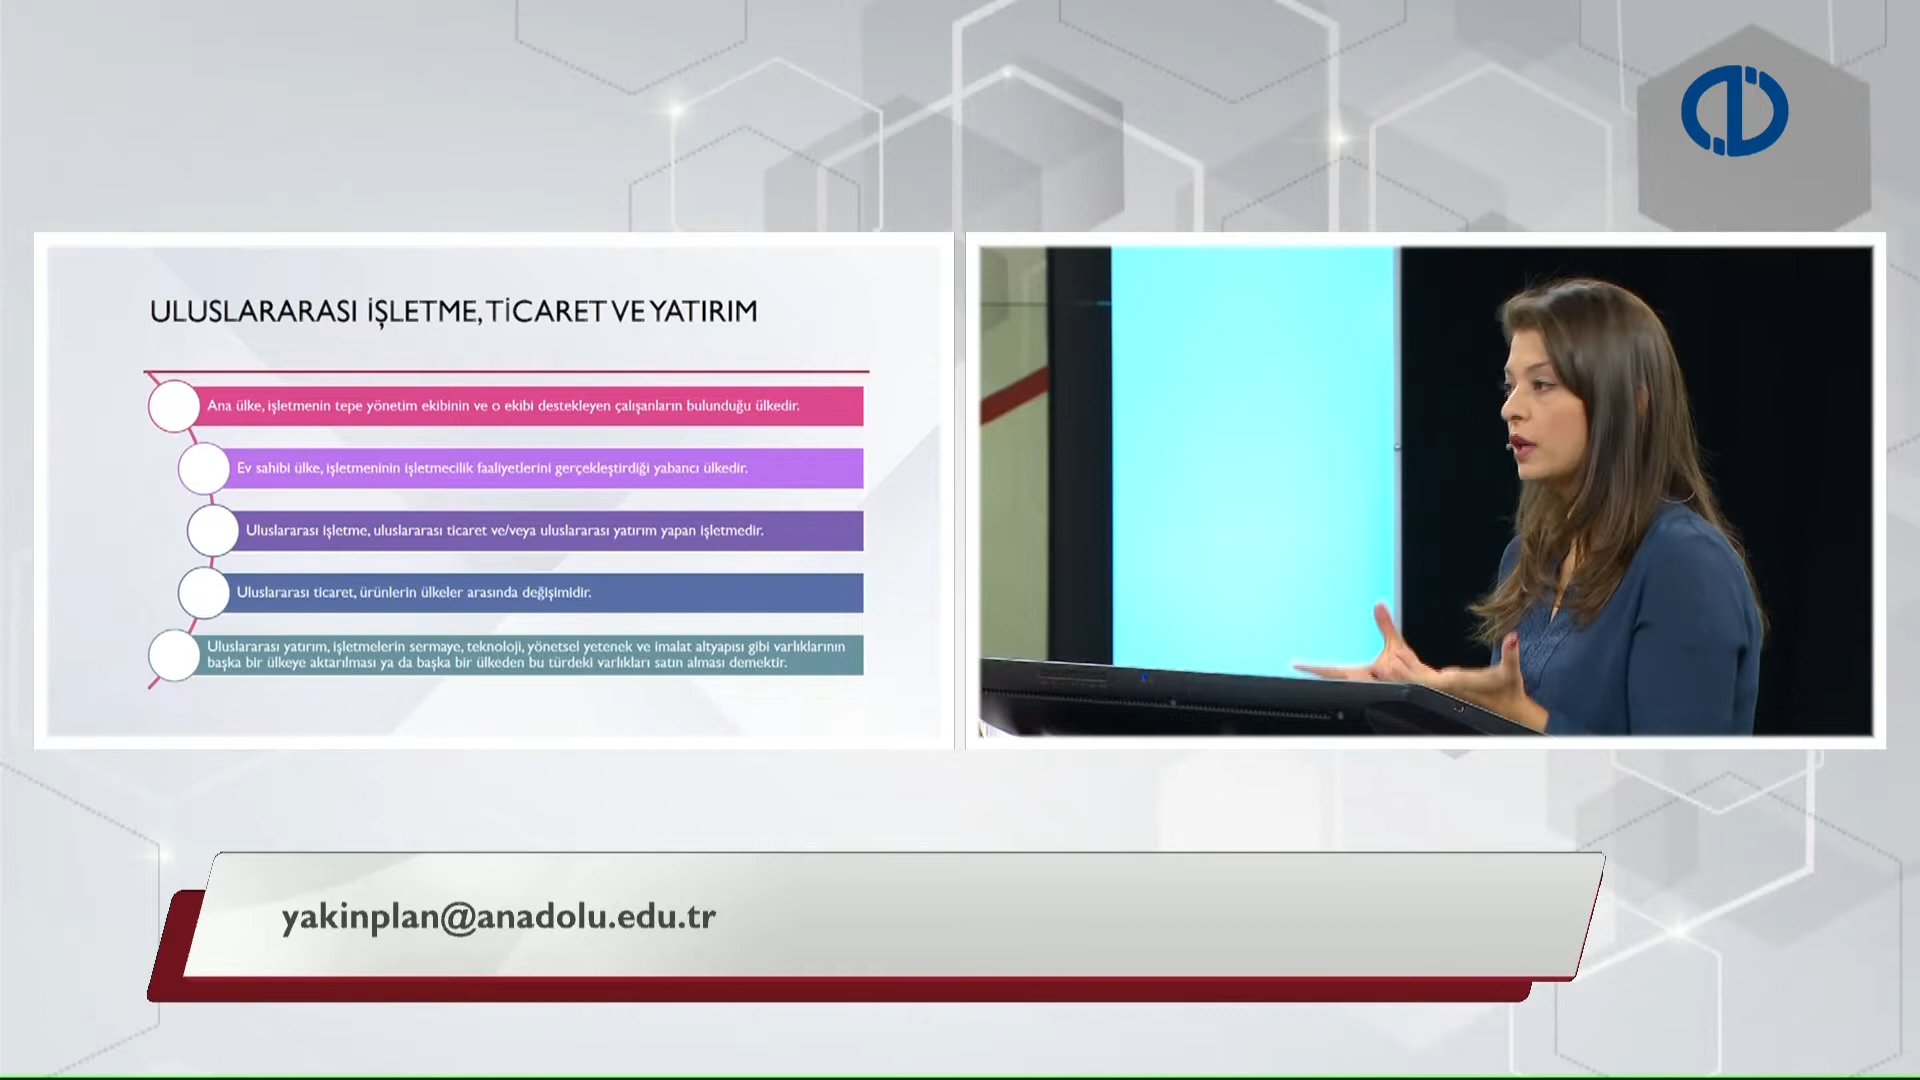 ULUSLARARASI İŞLETME, TİCARET VE YATIRIM
Ana ülke, işletmenin tepe yönetim ekibinin ve o ekibi destekleyen çalışanların bulunduğu ülkedir.
Ev sahibi ülke, işletmeninin işletmecilik faaliyetlerini gerçekleştirdiği yabancı ülkedir.
Uluslararası işletme, uluslararası ticaret ve/veya uluslararası yatırım yapan işletmedir.
Uluslararası ticaret, ürünlerin ülkeler arasında değişimidir.
Uluslararası yatırım, işletmelerin sermaye, teknoloji, yönetsel yetenek ve imalat altyapısı gibi varlıklarının
başka bir ülkeye aktarılması ya da başka bir ülkeden bu türdeki varlıkları satın alması demektir.
yakinplan@anadolu.edu.tr